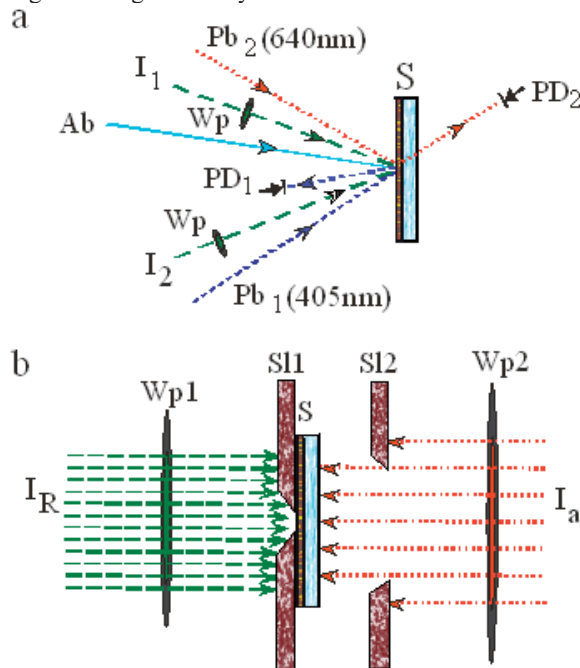 a
Pb 2 (640nm)
I1
S
Wp
PD2
Ab
PD1
Wp
I2
Pb 1 (405nm)
b
Sl1
Sl2
Wp1
S
Wp2
IR
Ia